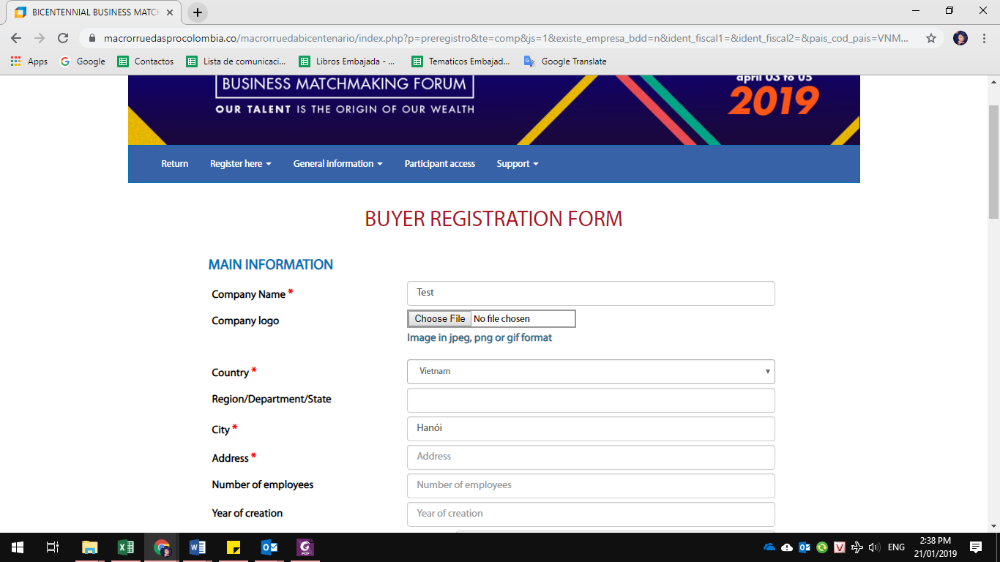 BICENTENNIAL BUSINESS MATCH
macrorruedasprocolombia.co/macrorruedabicentenario/index.php?p=preregistro&te=comp&js=1&existe_empresa_bdd=n&ident_fiscal1=&ident_fiscal2=&pais_cod_pais=VNM...
Apps Google Contactos Lista de comunicaci... Libros Embajada - ... Tematicos Embajad... Google Translate
BUSINESS MATCHMAKING FORUM
OUR TALENT IS THE ORIGIN OF OUR WEALTH
april 03 to 05
2019
Return Register here General information Participant access Support
BUYER REGISTRATION FORM
MAIN INFORMATION
Company Name * Test
Company logo Choose File No file chosen
Image in jpeg, png or gif format
Country * Vietnam
Region/Department/State
City * Hanói
Address * Address
Number of employees Number of employees
Year of creation Year of creation
ENG
2:38 PM
21/01/2019